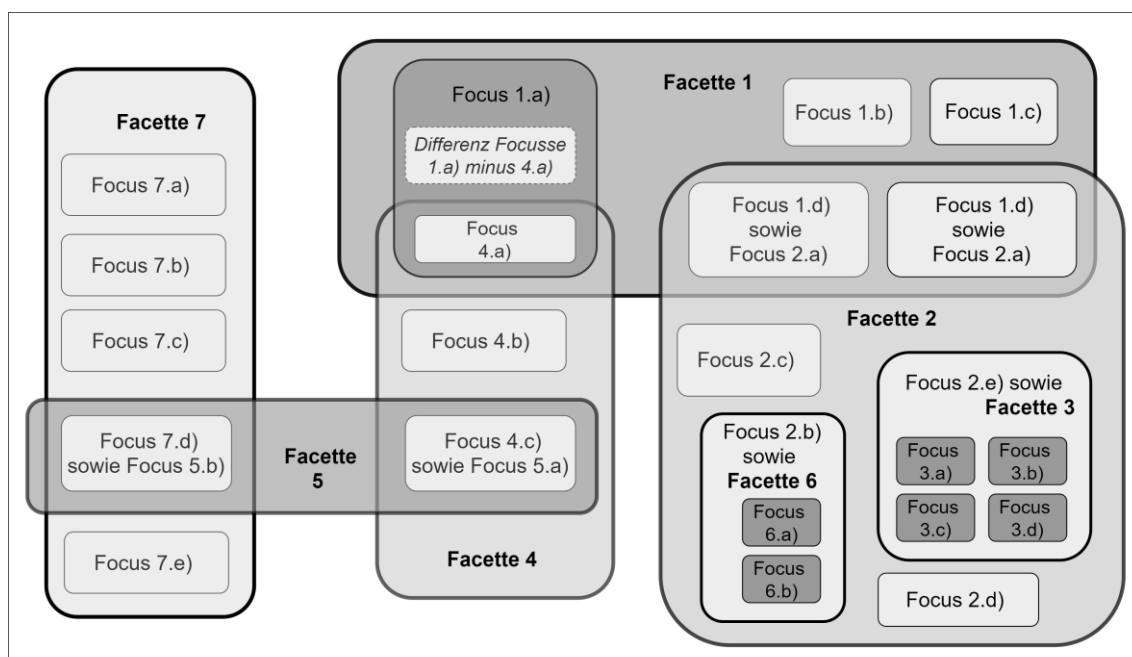 Facette 7
Focus 7.a)
Focus 7.b)
Focus 7.c)
Focus 7.d)
sowie Focus 5.b)
Focus 7.e)
Facette
5
Focus 1.a)
Differenz Focusse
1.a) minus 4.a)
Focus
4.a)
Focus 4.b)
Focus 4.c)
sowie Focus 5.a)
Facette 4
Facette 1
Focus 1.b)
Focus 1.c)
Focus 1.d)
sowie
Focus 2.a)
Focus 1.d)
sowie
Focus 2.a)
Facette 2
Focus 2.c)
Focus 2.b)
sowie
Facette 6
Focus
6.a)
Focus
6.b)
Focus 2.e) sowie
Facette 3
Focus
3.a)
Focus
3.b)
Focus
3.c)
Focus
3.d)
Focus 2.d)